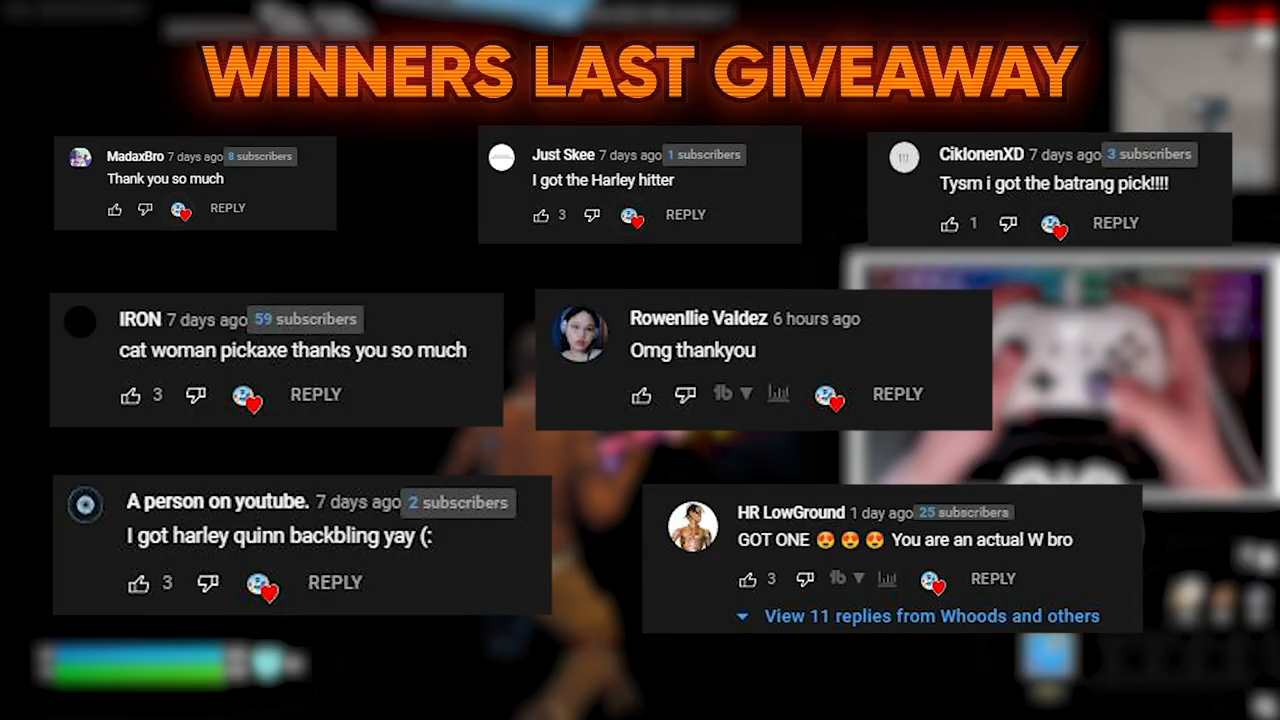 WINNERS LAST GIVEAWAY
MadaxBro 7 days ago 8 subscribers
Thank you so much
REPLY
Just Skee 7 days ago 1 subscribers
I got the Harley hitter
3 REPLY
CiklonenXD 7 days ago 3 subscribers
Tysm i got the batrang pick!!!!
1 REPLY
IRON 7 days ago 59 subscribers
cat woman pickaxe thanks you so much
3 REPLY
Rowenllie Valdez 6 hours ago
Omg thankyou
tb REPLY
A person on youtube. 7 days ago 2 subscribers
I got harley quinn backbling yay (:
3 REPLY
HR LowGround 1 day ago 25 subscribers
GOT ONE 😍 😍 😍 You are an actual W bro
3 tb REPLY
View 11 replies from Whoods and others